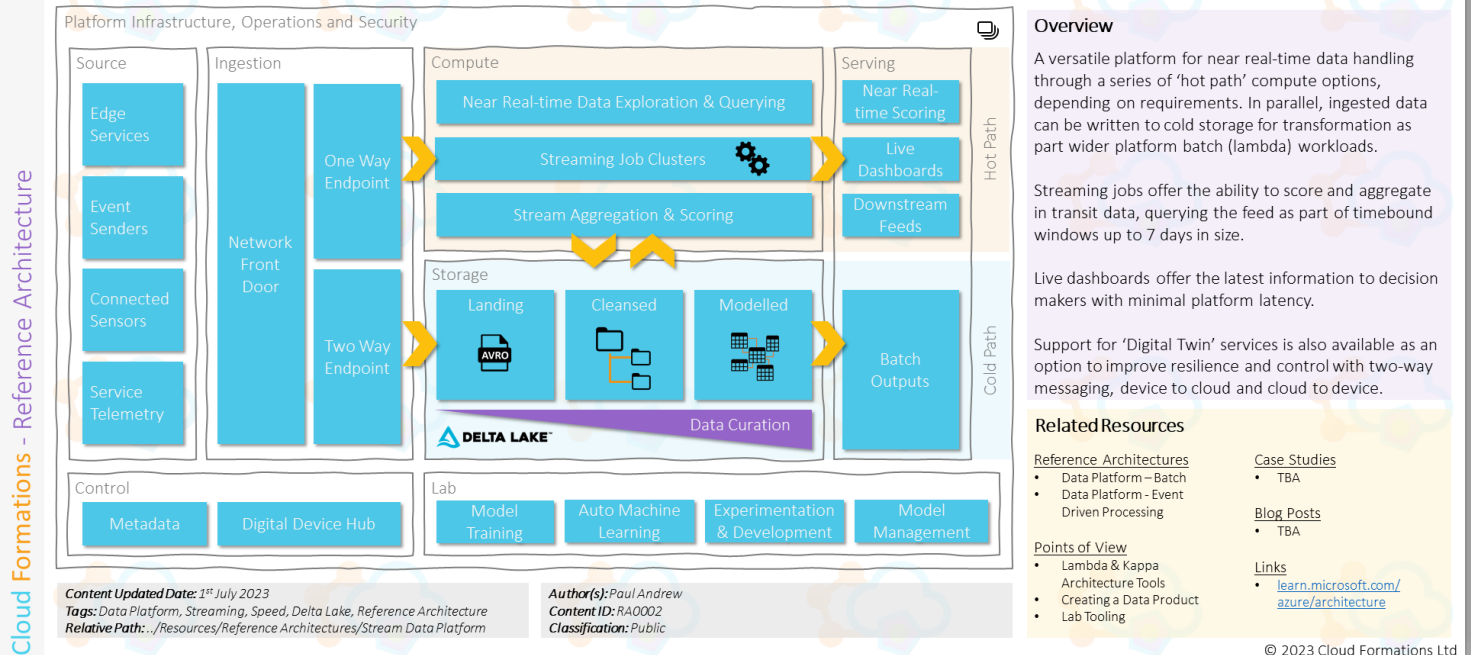 Cloud Formations - Reference Architecture
Platform Infrastructure, Operations and Security
Source
Edge
Services
Event
Senders
Connected
Sensors
Service
Telemetry
Ingestion
Network
Front
Door
One Way
Endpoint
Two Way
Endpoint
Compute
Near Real-time Data Exploration & Querying
Streaming Job Clusters
Stream Aggregation & Scoring
Serving
Near Real-
time Scoring
Live
Dashboards
Downstream
Feeds
Hot Path
Storage
Landing
AVRO
Cleansed
Modelled
DELTA LAKE
Data Curation
Batch
Outputs
Cold Path
Control
Metadata
Digital Device Hub
Lab
Model
Training
Auto Machine
Learning
Experimentation
& Development
Model
Management
Content Updated Date: 1st July 2023
Tags: Data Platform, Streaming, Speed, Delta Lake, Reference Architecture
Relative Path: ../Resources/Reference Architectures/Stream Data Platform
Author(s): Paul Andrew
Content ID: RA0002
Classification: Public
Overview
A versatile platform for near real-time data handling
through a series of ‘hot path’ compute options,
depending on requirements. In parallel, ingested data
can be written to cold storage for transformation as
part wider platform batch (lambda) workloads.
Streaming jobs offer the ability to score and aggregate
in transit data, querying the feed as part of timebound
windows up to 7 days in size.
Live dashboards offer the latest information to decision
makers with minimal platform latency.
Support for ‘Digital Twin’ services is also available as an
option to improve resilience and control with two-way
messaging, device to cloud and cloud to device.
Related Resources
Reference Architectures
• Data Platform – Batch
• Data Platform - Event
Driven Processing
Points of View
• Lambda & Kappa
Architecture Tools
• Creating a Data Product
• Lab Tooling
Case Studies
• TBA
Blog Posts
• TBA
Links
• learn.microsoft.com/
azure/architecture
© 2023 Cloud Formations Ltd